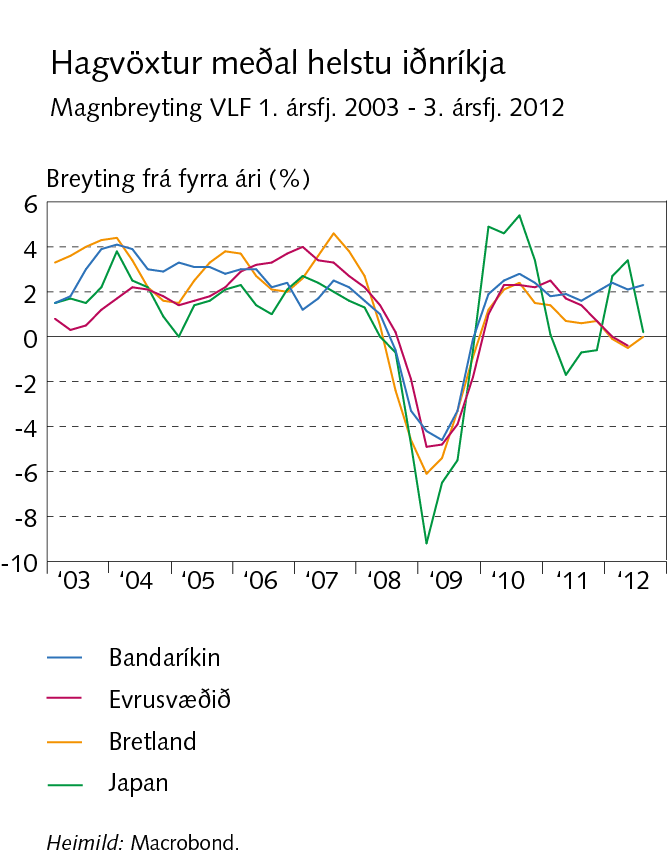 Hagvöxtur meðal helstu iðnríkja
Magnbreyting VLF 1. ársfj. 2003 - 3. ársfj. 2012
Breyting frá fyrra ári (%)
6
4
2
0
-2
-4
-6
-8
-10
‘03 ‘04 ‘05 ‘06 ‘07 ‘08 ‘09 ‘10 ‘11 ‘12
Bandaríkin
Evrusvæðið
Bretland
Japan
Heimild: Macrobond.